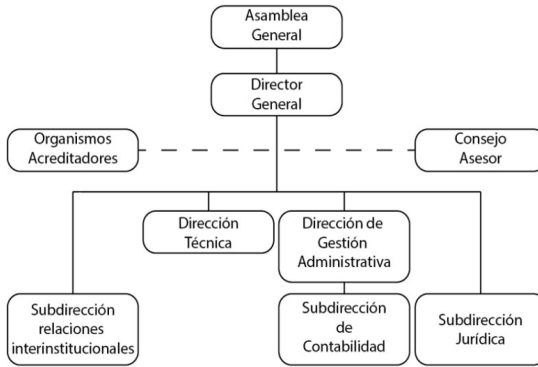 Asamblea
General
Director
General
Organismos
Acreditadores
Consejo
Asesor
Dirección
Técnica
Dirección de
Gestión
Administrativa
Subdirección
relaciones
interinstitucionales
Subdirección
de
Contabilidad
Subdirección
Jurídica